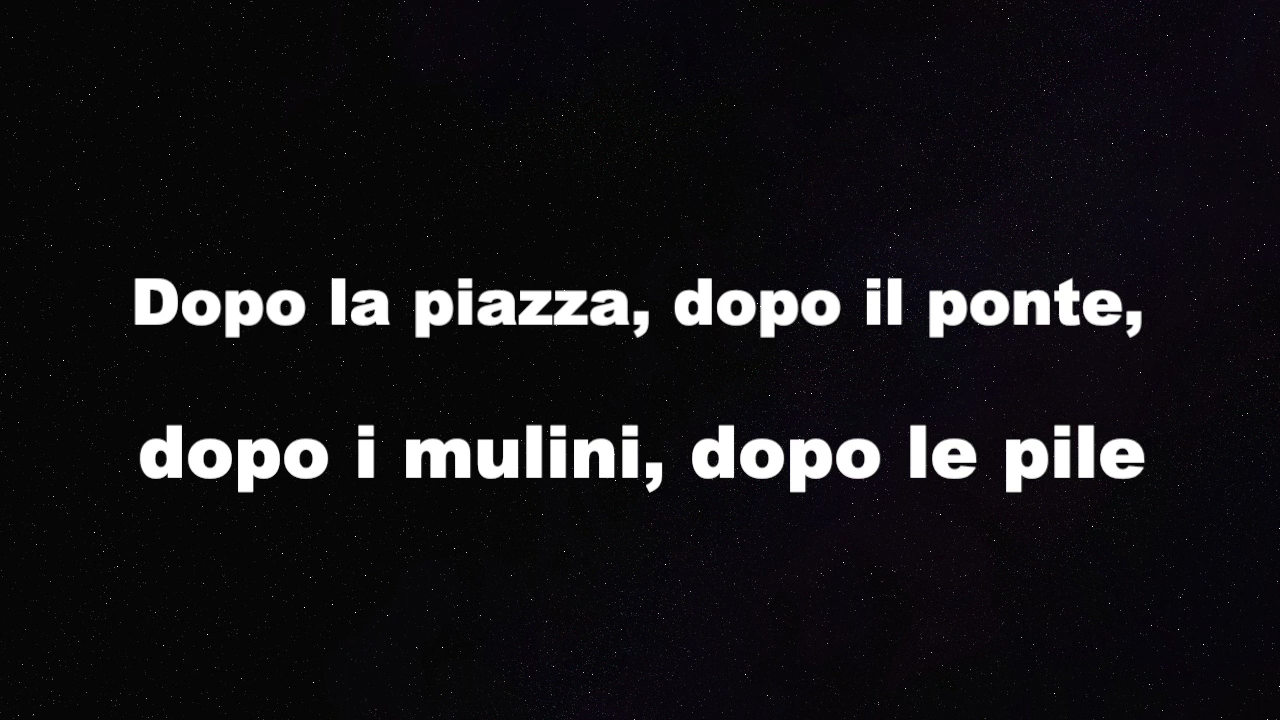 Dopo la piazza, dopo il ponte,
dopo i mulini, dopo le pile